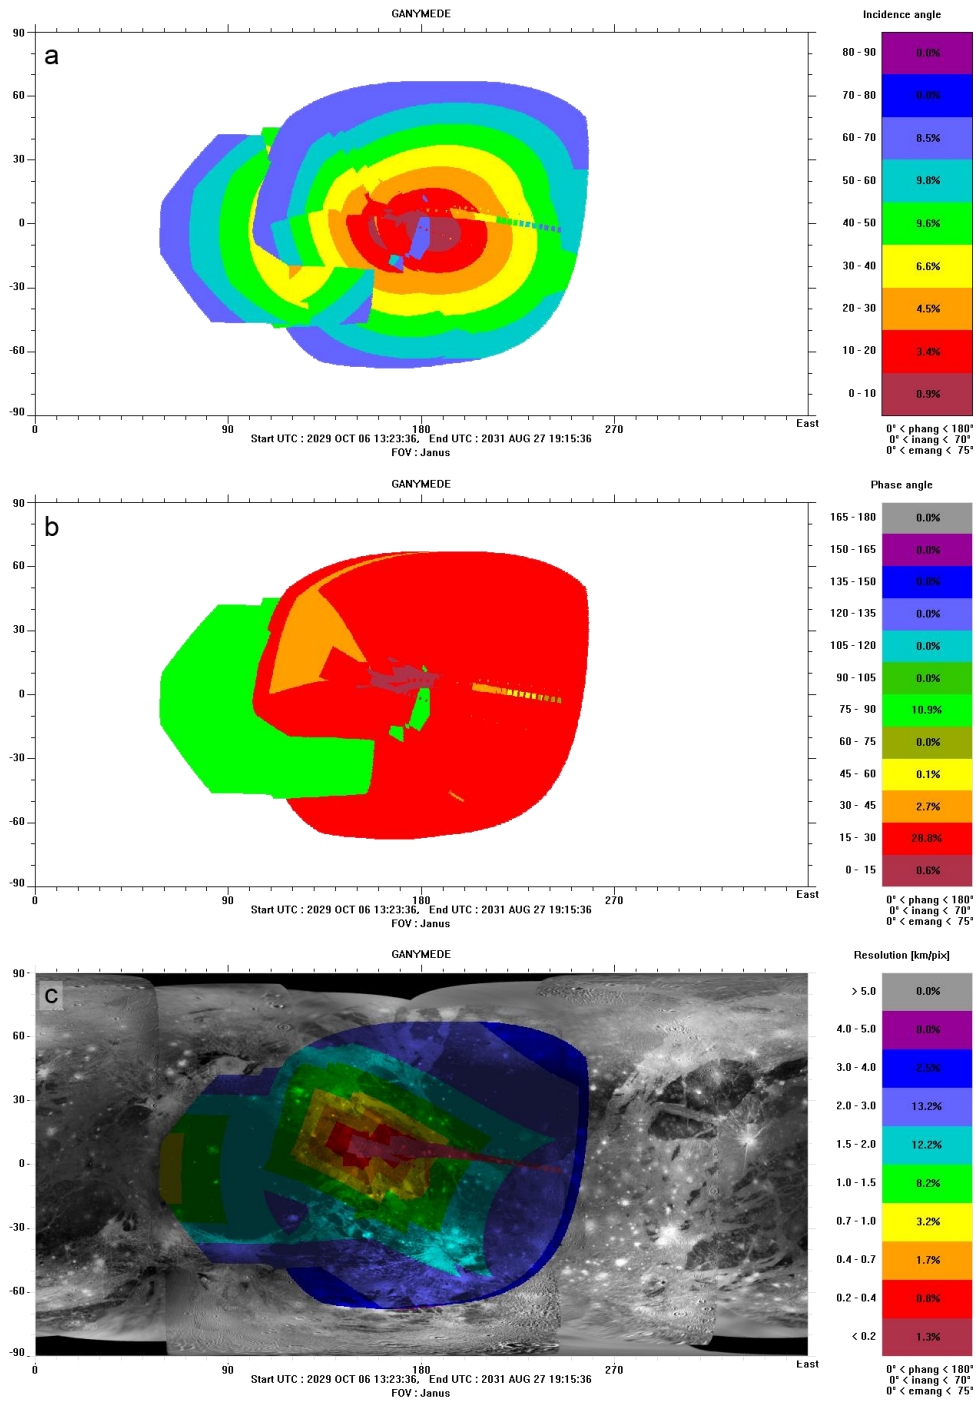 GANYMEDE
Incidence angle
a
90
60
30
0
-30
-60
-90
0
90
180
270
East
Start UTC : 2029 OCT 06 13:23:36, End UTC : 2031 AUG 27 19:15:36
FOV : Janus
80 - 90 0.0%
70 - 80 0.0%
60 - 70 8.5%
50 - 60 9.8%
40 - 50 9.6%
30 - 40 6.6%
20 - 30 4.5%
10 - 20 3.4%
0 - 10 0.9%
0° < phang < 180°
0° < inang < 70°
0° < emang < 75°
GANYMEDE
Phase angle
b
90
60
30
0
-30
-60
-90
0
90
180
270
East
Start UTC : 2029 OCT 06 13:23:36, End UTC : 2031 AUG 27 19:15:36
FOV : Janus
165 - 180 0.0%
150 - 165 0.0%
135 - 150 0.0%
120 - 135 0.0%
105 - 120 0.0%
90 - 105 0.0%
75 - 90 10.9%
60 - 75 0.0%
45 - 60 0.1%
30 - 45 2.7%
15 - 30 28.8%
0 - 15 0.6%
0° < phang < 180°
0° < inang < 70°
0° < emang < 75°
GANYMEDE
Resolution [km/pix]
c
90
60
30
0
-30
-60
-90
0
90
180
270
East
Start UTC : 2029 OCT 06 13:23:36, End UTC : 2031 AUG 27 19:15:36
FOV : Janus
> 5.0 0.0%
4.0 - 5.0 0.0%
3.0 - 4.0 2.5%
2.0 - 3.0 13.2%
1.5 - 2.0 12.2%
1.0 - 1.5 8.2%
0.7 - 1.0 3.2%
0.4 - 0.7 1.7%
0.2 - 0.4 0.8%
< 0.2 1.3%
0° < phang < 180°
0° < inang < 70°
0° < emang < 75°